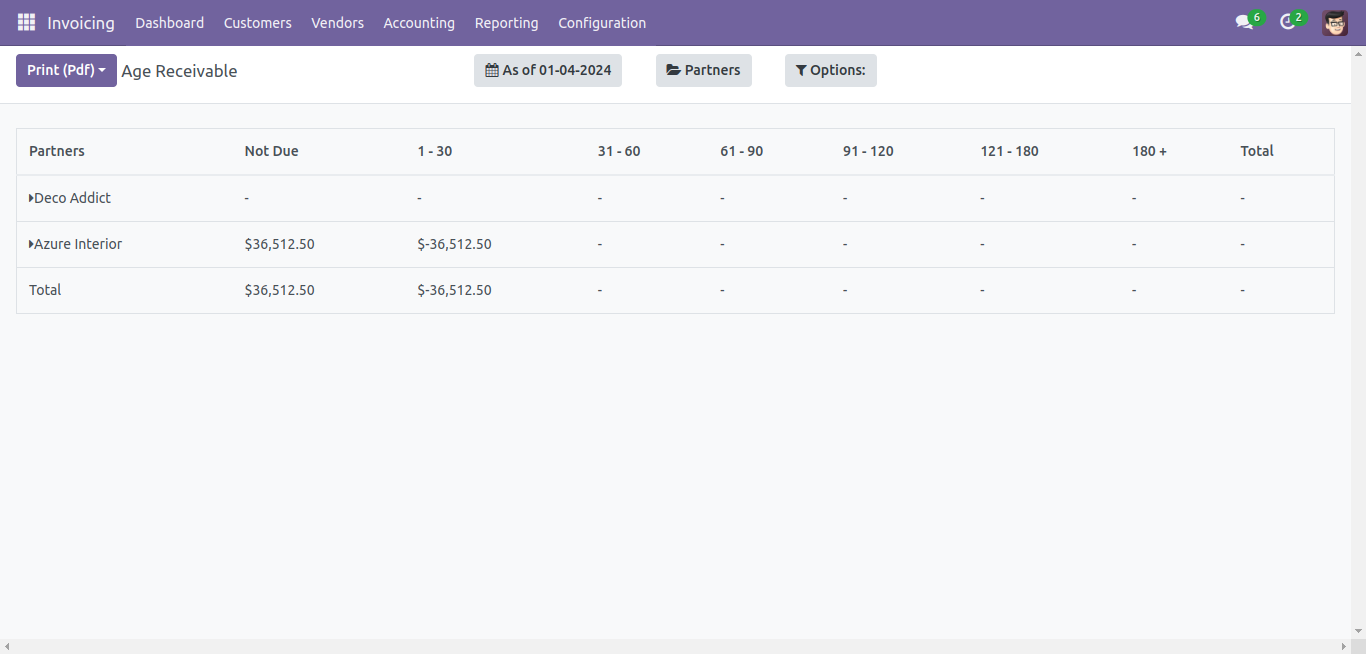 Invoicing Dashboard Customers Vendors Accounting Reporting Configuration 6 2
Print (Pdf) Age Receivable As of 01-04-2024 Partners Options:
Partners Not Due 1 - 30 31 - 60 61 - 90 91 - 120 121 - 180 180 + Total
Deco Addict - - - - - - - -
Azure Interior $36,512.50 $-36,512.50 - - - - - -
Total $36,512.50 $-36,512.50 - - - - - -